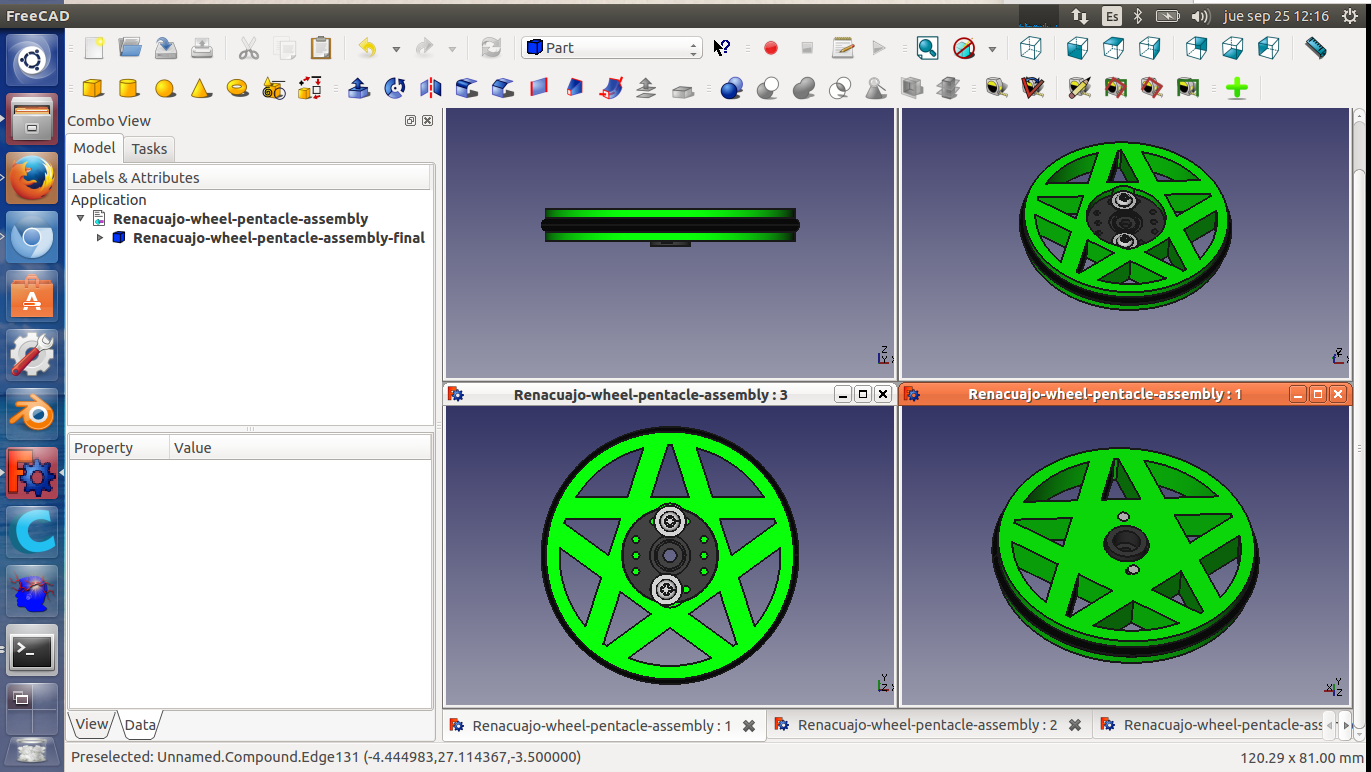 FreeCAD
Es
jue sep 25 12:16
Part
Combo View
Model
Tasks
Labels & Attributes
Application
Renacuajo-wheel-pentacle-assembly
Renacuajo-wheel-pentacle-assembly-final
Z
Z
Renacuajo-wheel-pentacle-assembly : 3
Renacuajo-wheel-pentacle-assembly : 1
Property
Value
Y
Z
Y
Z
View
Data
Renacuajo-wheel-pentacle-assembly : 1
Renacuajo-wheel-pentacle-assembly : 2
Renacuajo-wheel-pentacle-ass
Preselected: Unnamed.Compound.Edge131 (-4.444983,27.114367,-3.500000)
120.29 x 81.00 mm